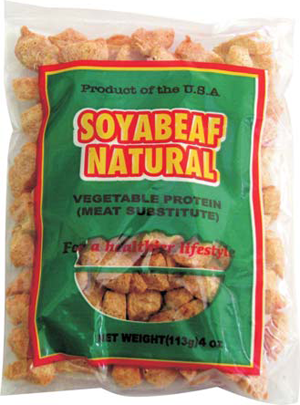 Product of the U.S.A
SOYABEAF
NATURAL
VEGETABLE PROTEIN
(MEAT SUBSTITUTE)
For a healthier lifestyle
NET WEIGHT(113g)4 oz